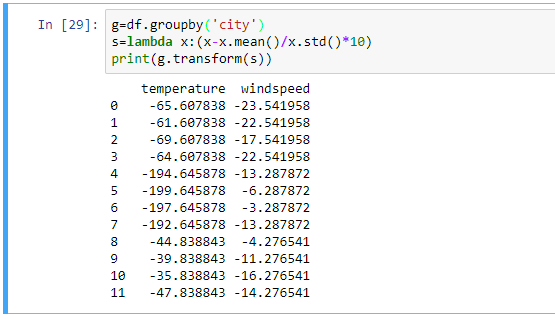 In [29]: g=df.groupby('city')
s=lambda x:(x-x.mean()/x.std()*10)
print(g.transform(s))
temperature windspeed
0 -65.607838 -23.541958
1 -61.607838 -22.541958
2 -69.607838 -17.541958
3 -64.607838 -22.541958
4 -194.645878 -13.287872
5 -199.645878 -6.287872
6 -197.645878 -3.287872
7 -192.645878 -13.287872
8 -44.838843 -4.276541
9 -39.838843 -11.276541
10 -35.838843 -16.276541
11 -47.838843 -14.276541